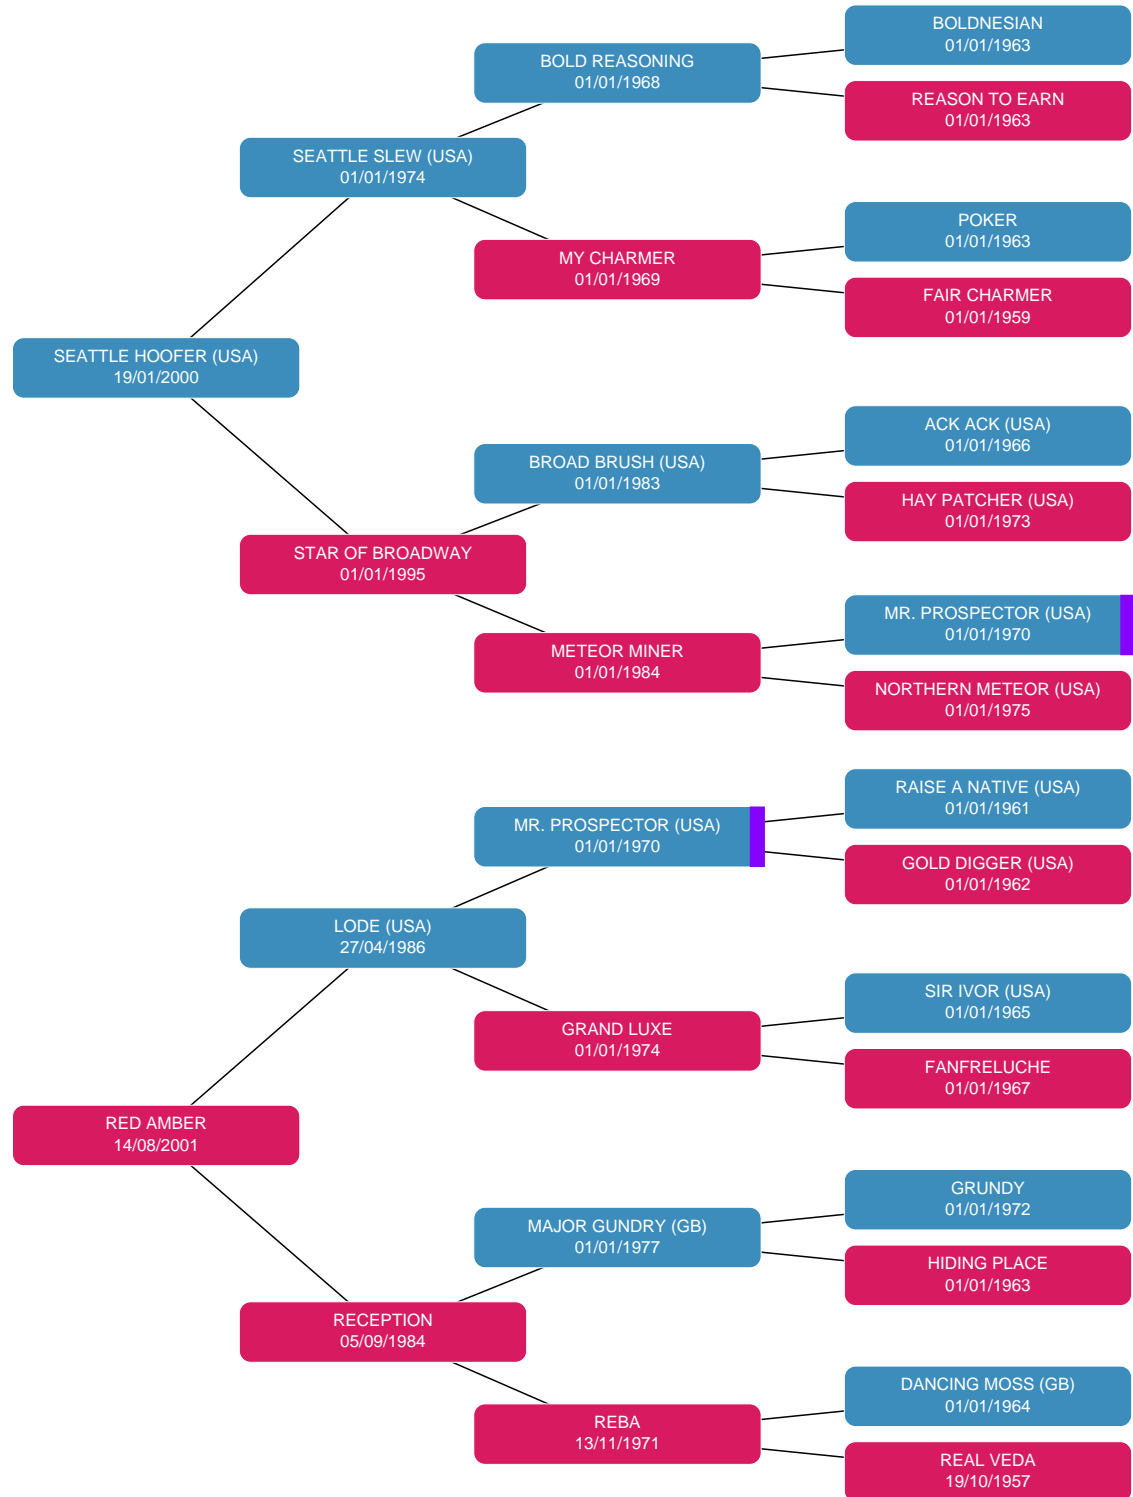 BOLDNESIAN
01/01/1963
BOLD REASONING
01/01/1968
REASON TO EARN
01/01/1963
SEATTLE SLEW (USA)
01/01/1974
POKER
01/01/1963
MY CHARMER
01/01/1969
FAIR CHARMER
01/01/1959
SEATTLE HOOFER (USA)
19/01/2000
ACK ACK (USA)
01/01/1966
BROAD BRUSH (USA)
01/01/1983
HAY PATCHER (USA)
01/01/1973
STAR OF BROADWAY
01/01/1995
MR. PROSPECTOR (USA)
01/01/1970
METEOR MINER
01/01/1984
NORTHERN METEOR (USA)
01/01/1975
RAISE A NATIVE (USA)
01/01/1961
MR. PROSPECTOR (USA)
01/01/1970
GOLD DIGGER (USA)
01/01/1962
LODE (USA)
27/04/1986
SIR IVOR (USA)
01/01/1965
GRAND LUXE
01/01/1974
FANFRELUCHE
01/01/1967
RED AMBER
14/08/2001
GRUNDY
01/01/1972
MAJOR GUNDRY (GB)
01/01/1977
HIDING PLACE
01/01/1963
RECEPTION
05/09/1984
DANCING MOSS (GB)
01/01/1964
REBA
13/11/1971
REAL VEDA
19/10/1957